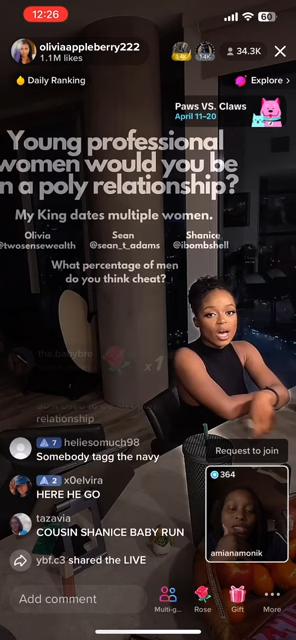 12:26
60
oliviaappleberry222
1.1M likes
34.3K
Daily Ranking
Explore >
Paws VS. Claws
April 11–20
Young professional
women would you be
n a poly relationship?
My King dates multiple women.
Olivia Sean Shanice
@twosensewealth @sean_t_adams @ibombshell
What percentage of men
do you think cheat?
the.babybre
x1
relationship
7 heliesomuch98
Somebody tagg the navy
Request to join
364
2 x0elvira
HERE HE GO
tazavia
COUSIN SHANICE BABY RUN
amianamonik
ybf.c3 shared the LIVE
Add comment
Multi-g...
Rose
Gift
More